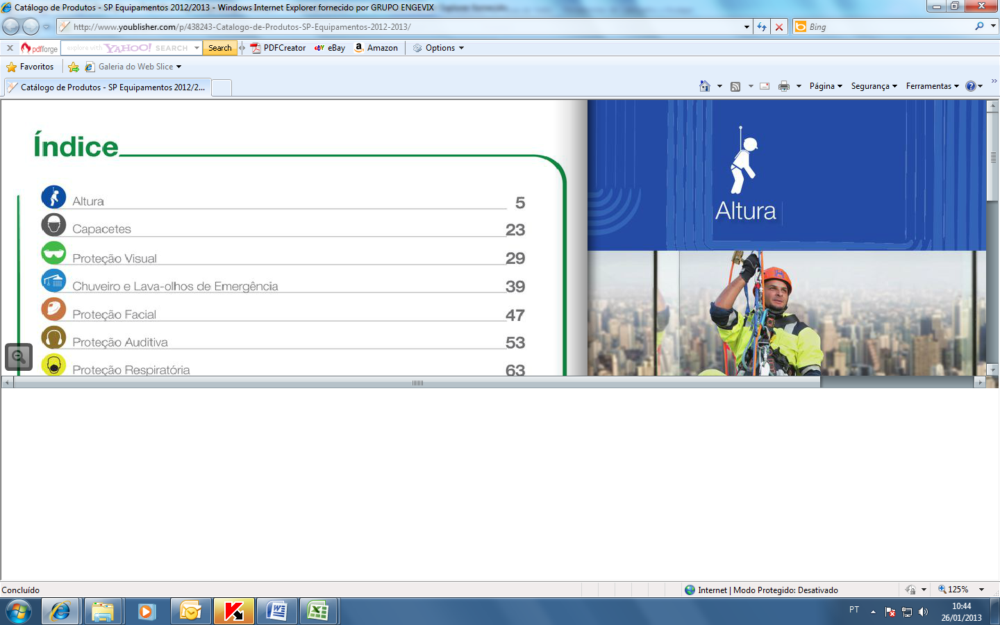 Catálogo de Produtos - SP Equipamentos 2012/2013 - Windows Internet Explorer fornecido por GRUPO ENGEVIX
http://www.youblisher.com/p/438243-Catalogo-de-Produtos-SP-Equipamentos-2012-2013/
Bing
pdfforge
explore with YAHOO! SEARCH
Search
PDFCreator
eBay
Amazon
Options
Favoritos
Galeria do Web Slice
Catálogo de Produtos - SP Equipamentos 2012/2...
Página
Segurança
Ferramentas
Índice
Altura 5
Capacetes 23
Proteção Visual 29
Chuveiro e Lava-olhos de Emergência 39
Proteção Facial 47
Proteção Auditiva 53
Proteção Respiratória 63
Altura
Concluído
Internet | Modo Protegido: Desativado
125%
PT
10:44
26/01/2013